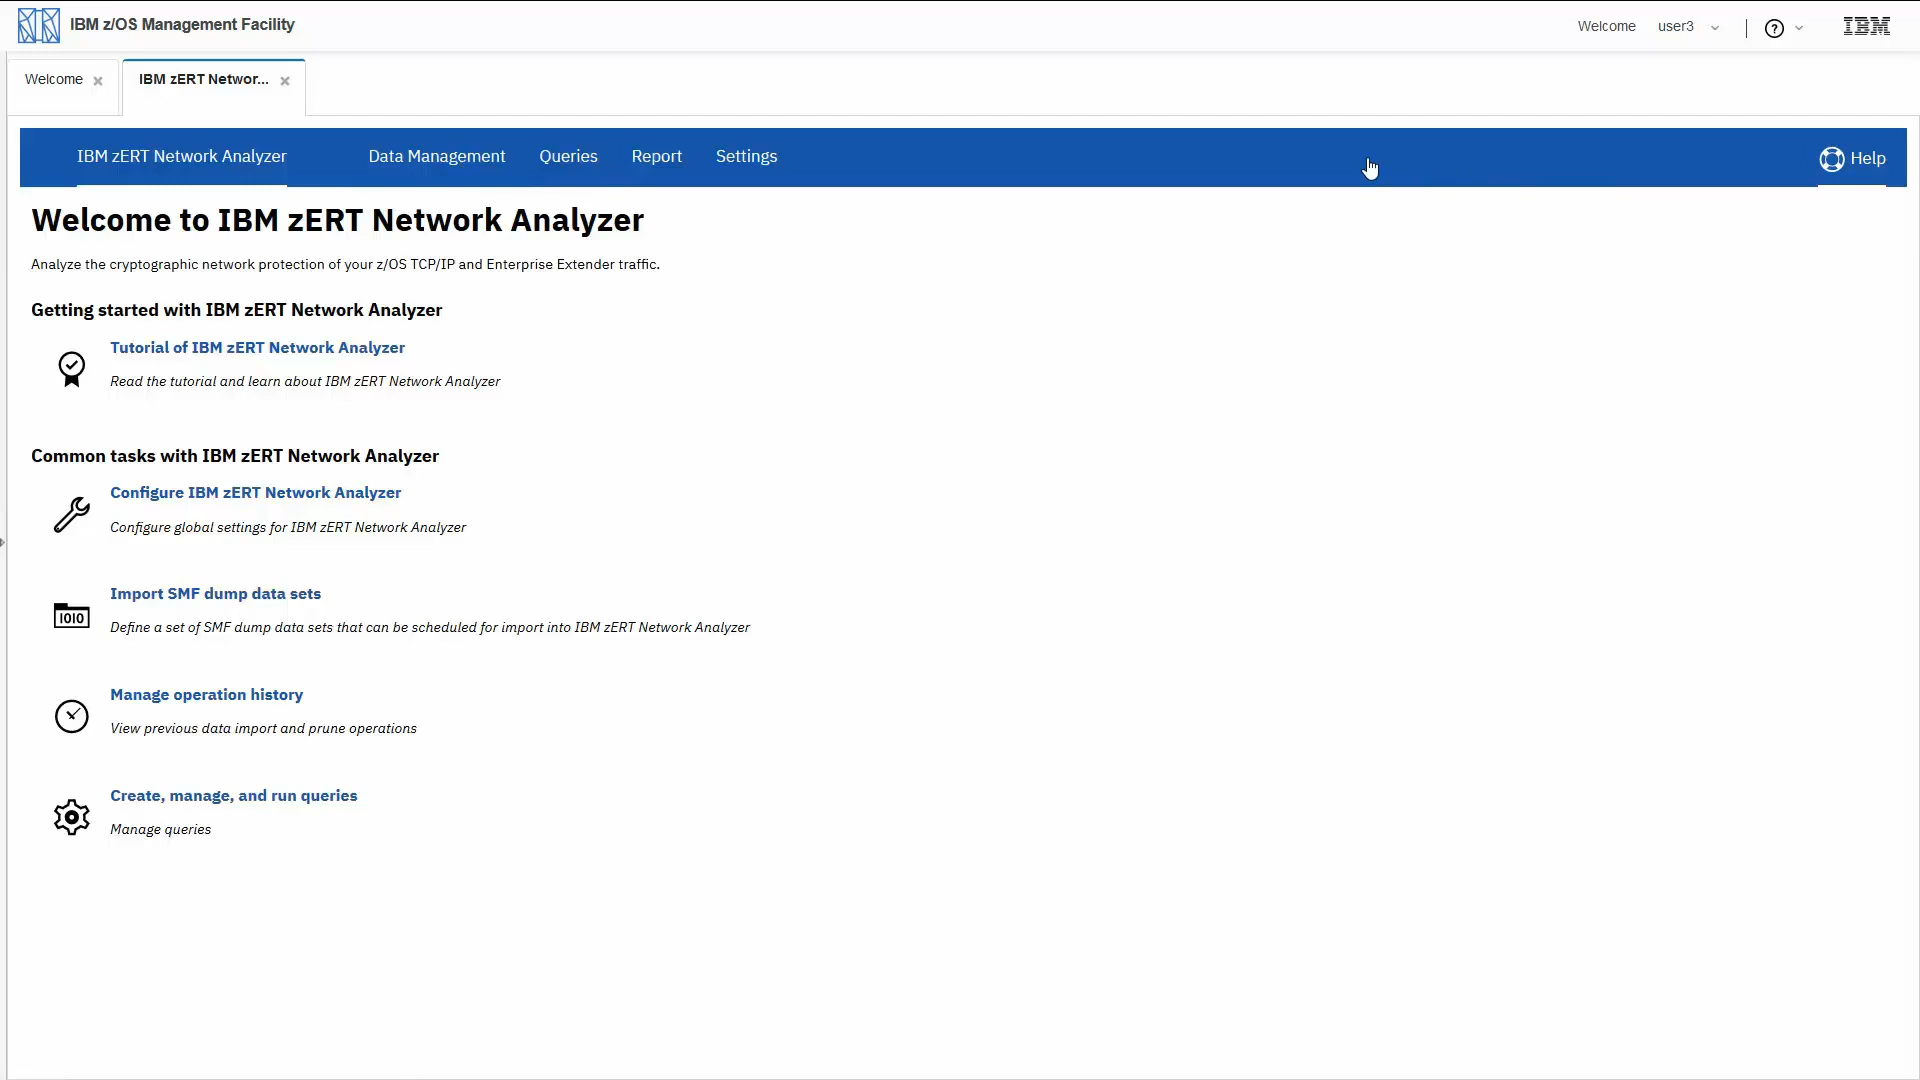 IBM z/OS Management Facility
Welcome user3
IBM
Welcome
IBM zERT Networ...
IBM zERT Network Analyzer
Data Management
Queries
Report
Settings
Help
Welcome to IBM zERT Network Analyzer
Analyze the cryptographic network protection of your z/OS TCP/IP and Enterprise Extender traffic.
Getting started with IBM zERT Network Analyzer
Tutorial of IBM zERT Network Analyzer
Read the tutorial and learn about IBM zERT Network Analyzer
Common tasks with IBM zERT Network Analyzer
Configure IBM zERT Network Analyzer
Configure global settings for IBM zERT Network Analyzer
Import SMF dump data sets
1010
Define a set of SMF dump data sets that can be scheduled for import into IBM zERT Network Analyzer
Manage operation history
View previous data import and prune operations
Create, manage, and run queries
Manage queries